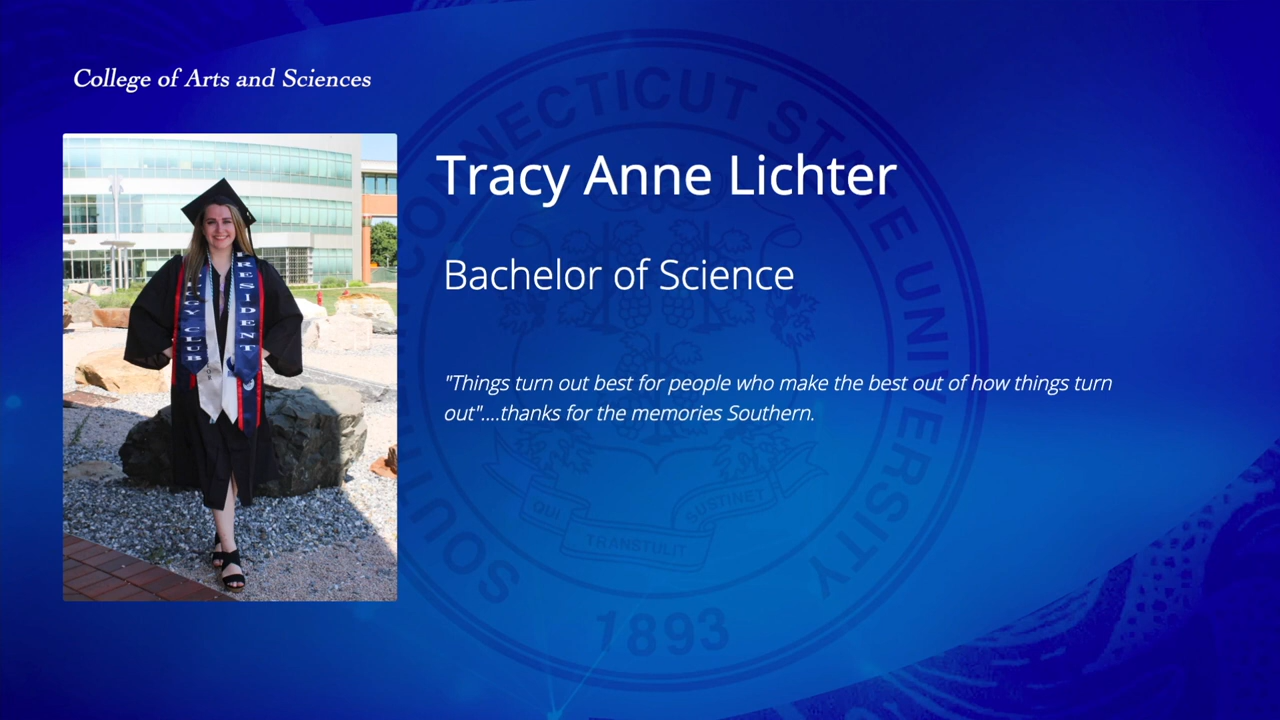 College of Arts and Sciences
Tracy Anne Lichter
Bachelor of Science
"Things turn out best for people who make the best out of how things turn
out"....thanks for the memories Southern.
SOUTHERN CONNECTICUT STATE UNIVERSITY
QUI TRANSTULIT SUSTINET
1893
CLUB
RESIDENT